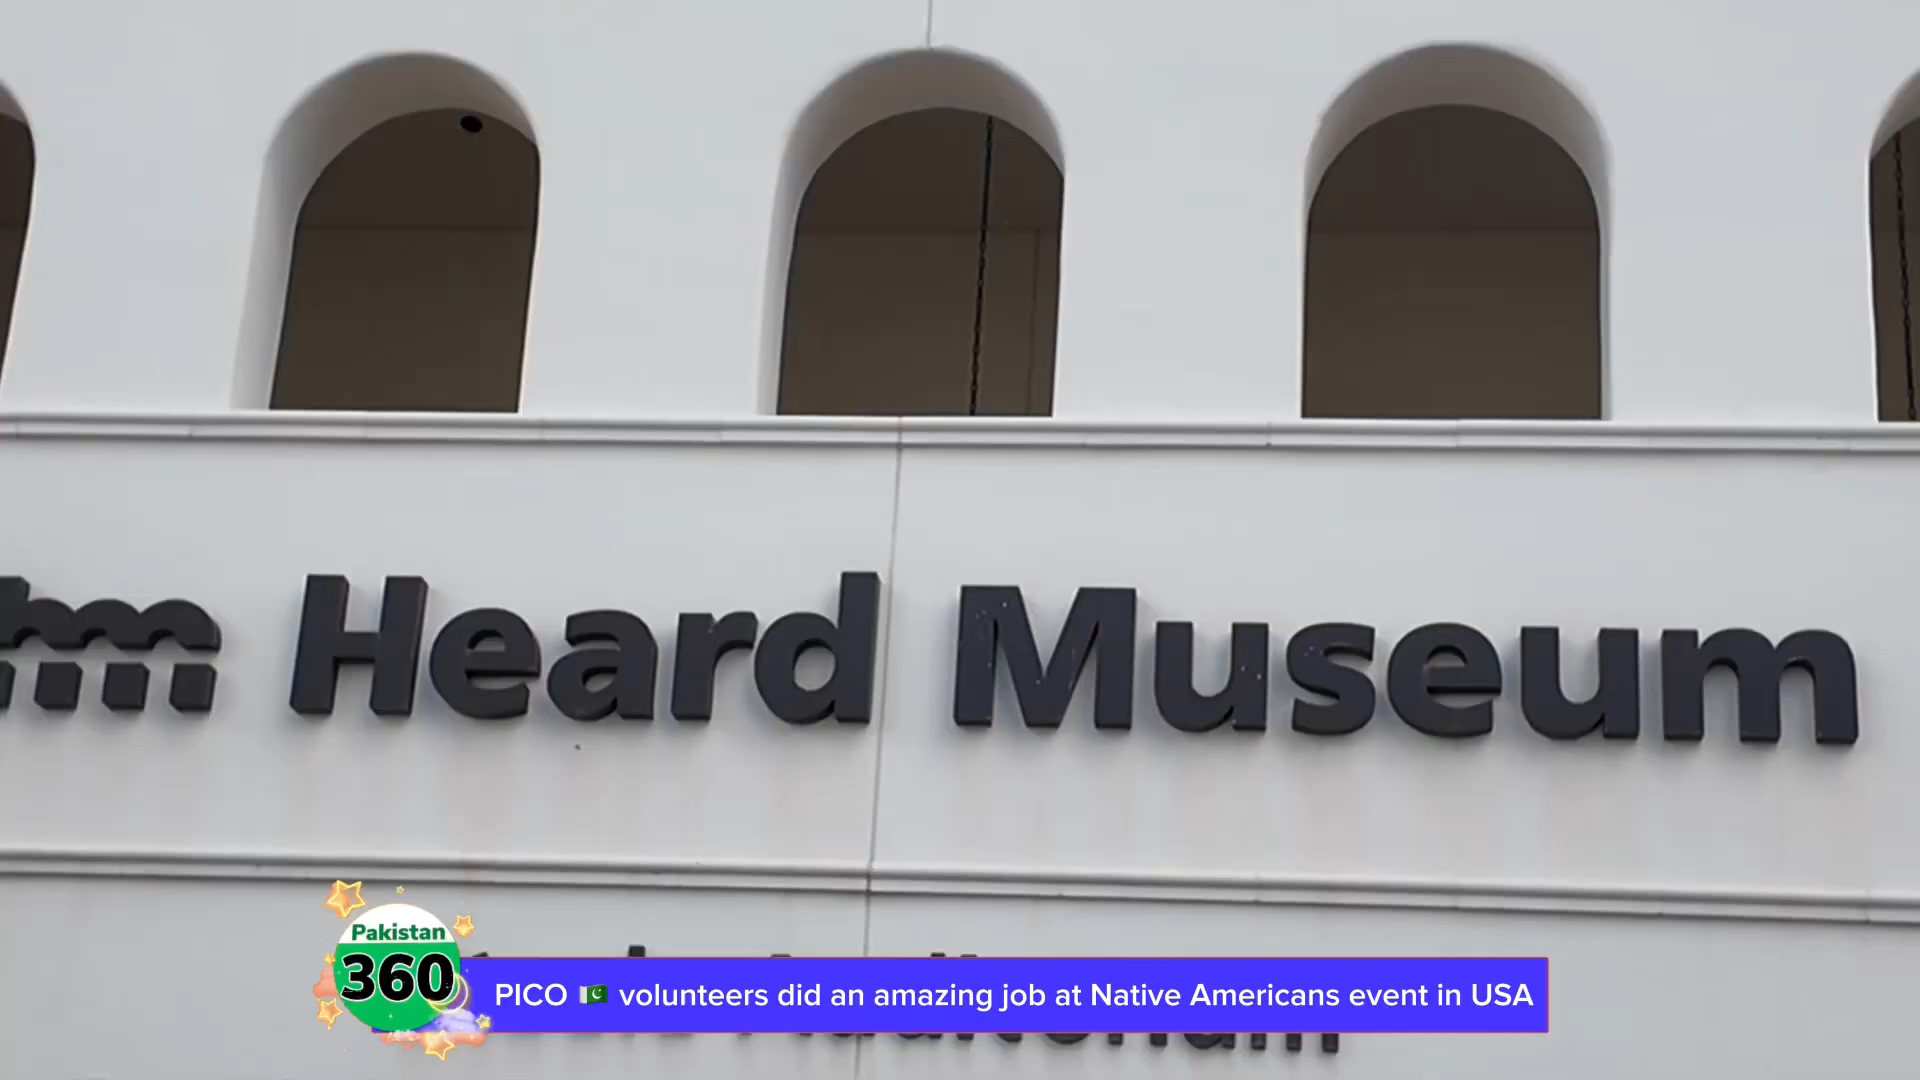 Heard Museum
Pakistan
360
PICO 🇵🇰 volunteers did an amazing job at Native Americans event in USA